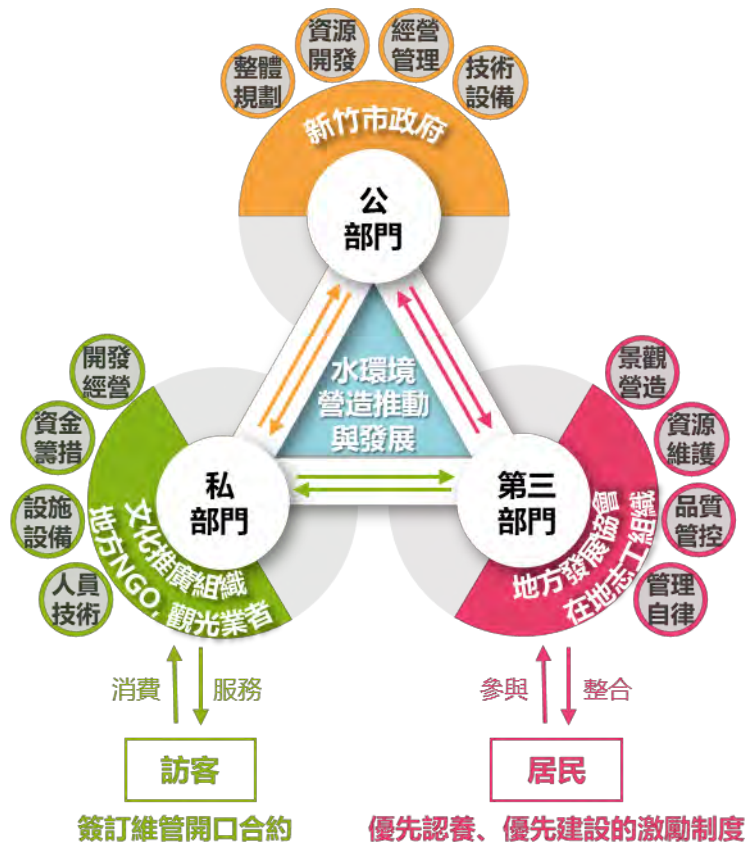 整體
規劃
資源
開發
經營
管理
技術
設備
新竹市政府
公
部門
水環境
營造推動
與發展
開發
經營
資金
籌措
設施
設備
人員
技術
私
部門
文化推廣組織
地方NGO, 觀光業者
第三
部門
地方發展協會
在地志工組織
景觀
營造
資源
維護
品質
管控
管理
自律
消費
服務
參與
整合
訪客
居民
簽訂維管開口合約
優先認養、優先建設的激勵制度